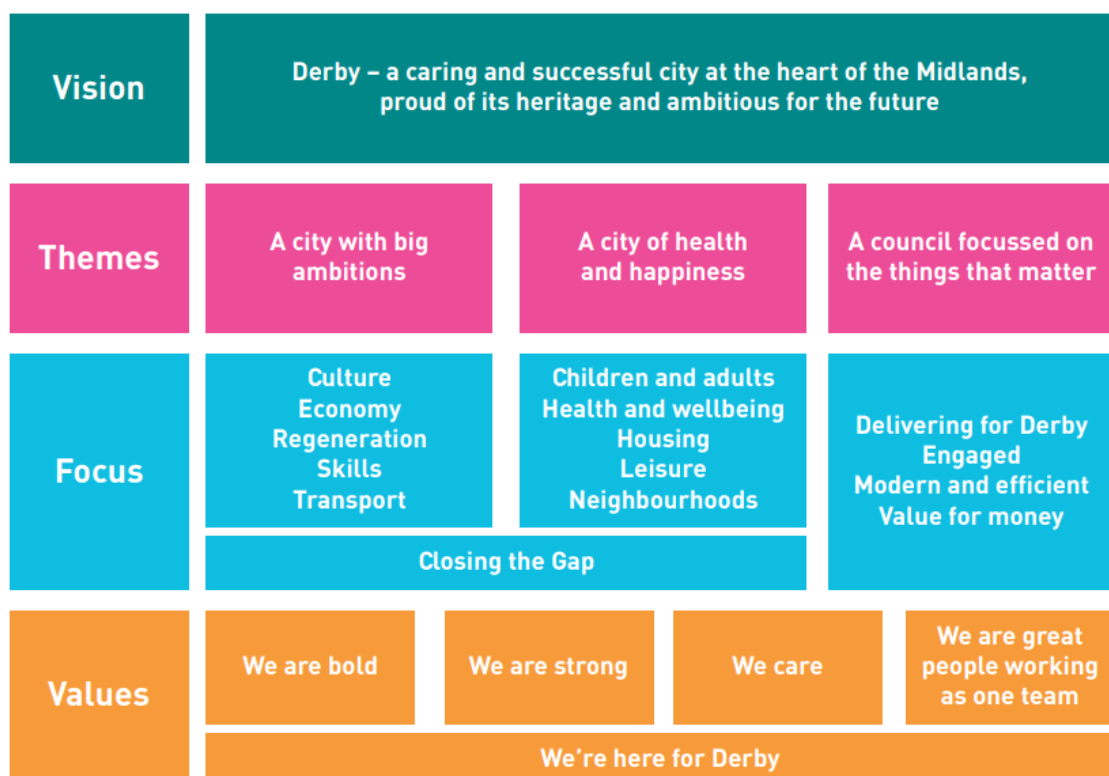 Vision
Derby – a caring and successful city at the heart of the Midlands,
proud of its heritage and ambitious for the future
Themes
A city with big
ambitions
A city of health
and happiness
A council focussed on
the things that matter
Focus
Culture
Economy
Regeneration
Skills
Transport
Children and adults
Health and wellbeing
Housing
Leisure
Neighbourhoods
Closing the Gap
Delivering for Derby
Engaged
Modern and efficient
Value for money
Values
We are bold
We are strong
We care
We are great
people working
as one team
We're here for Derby